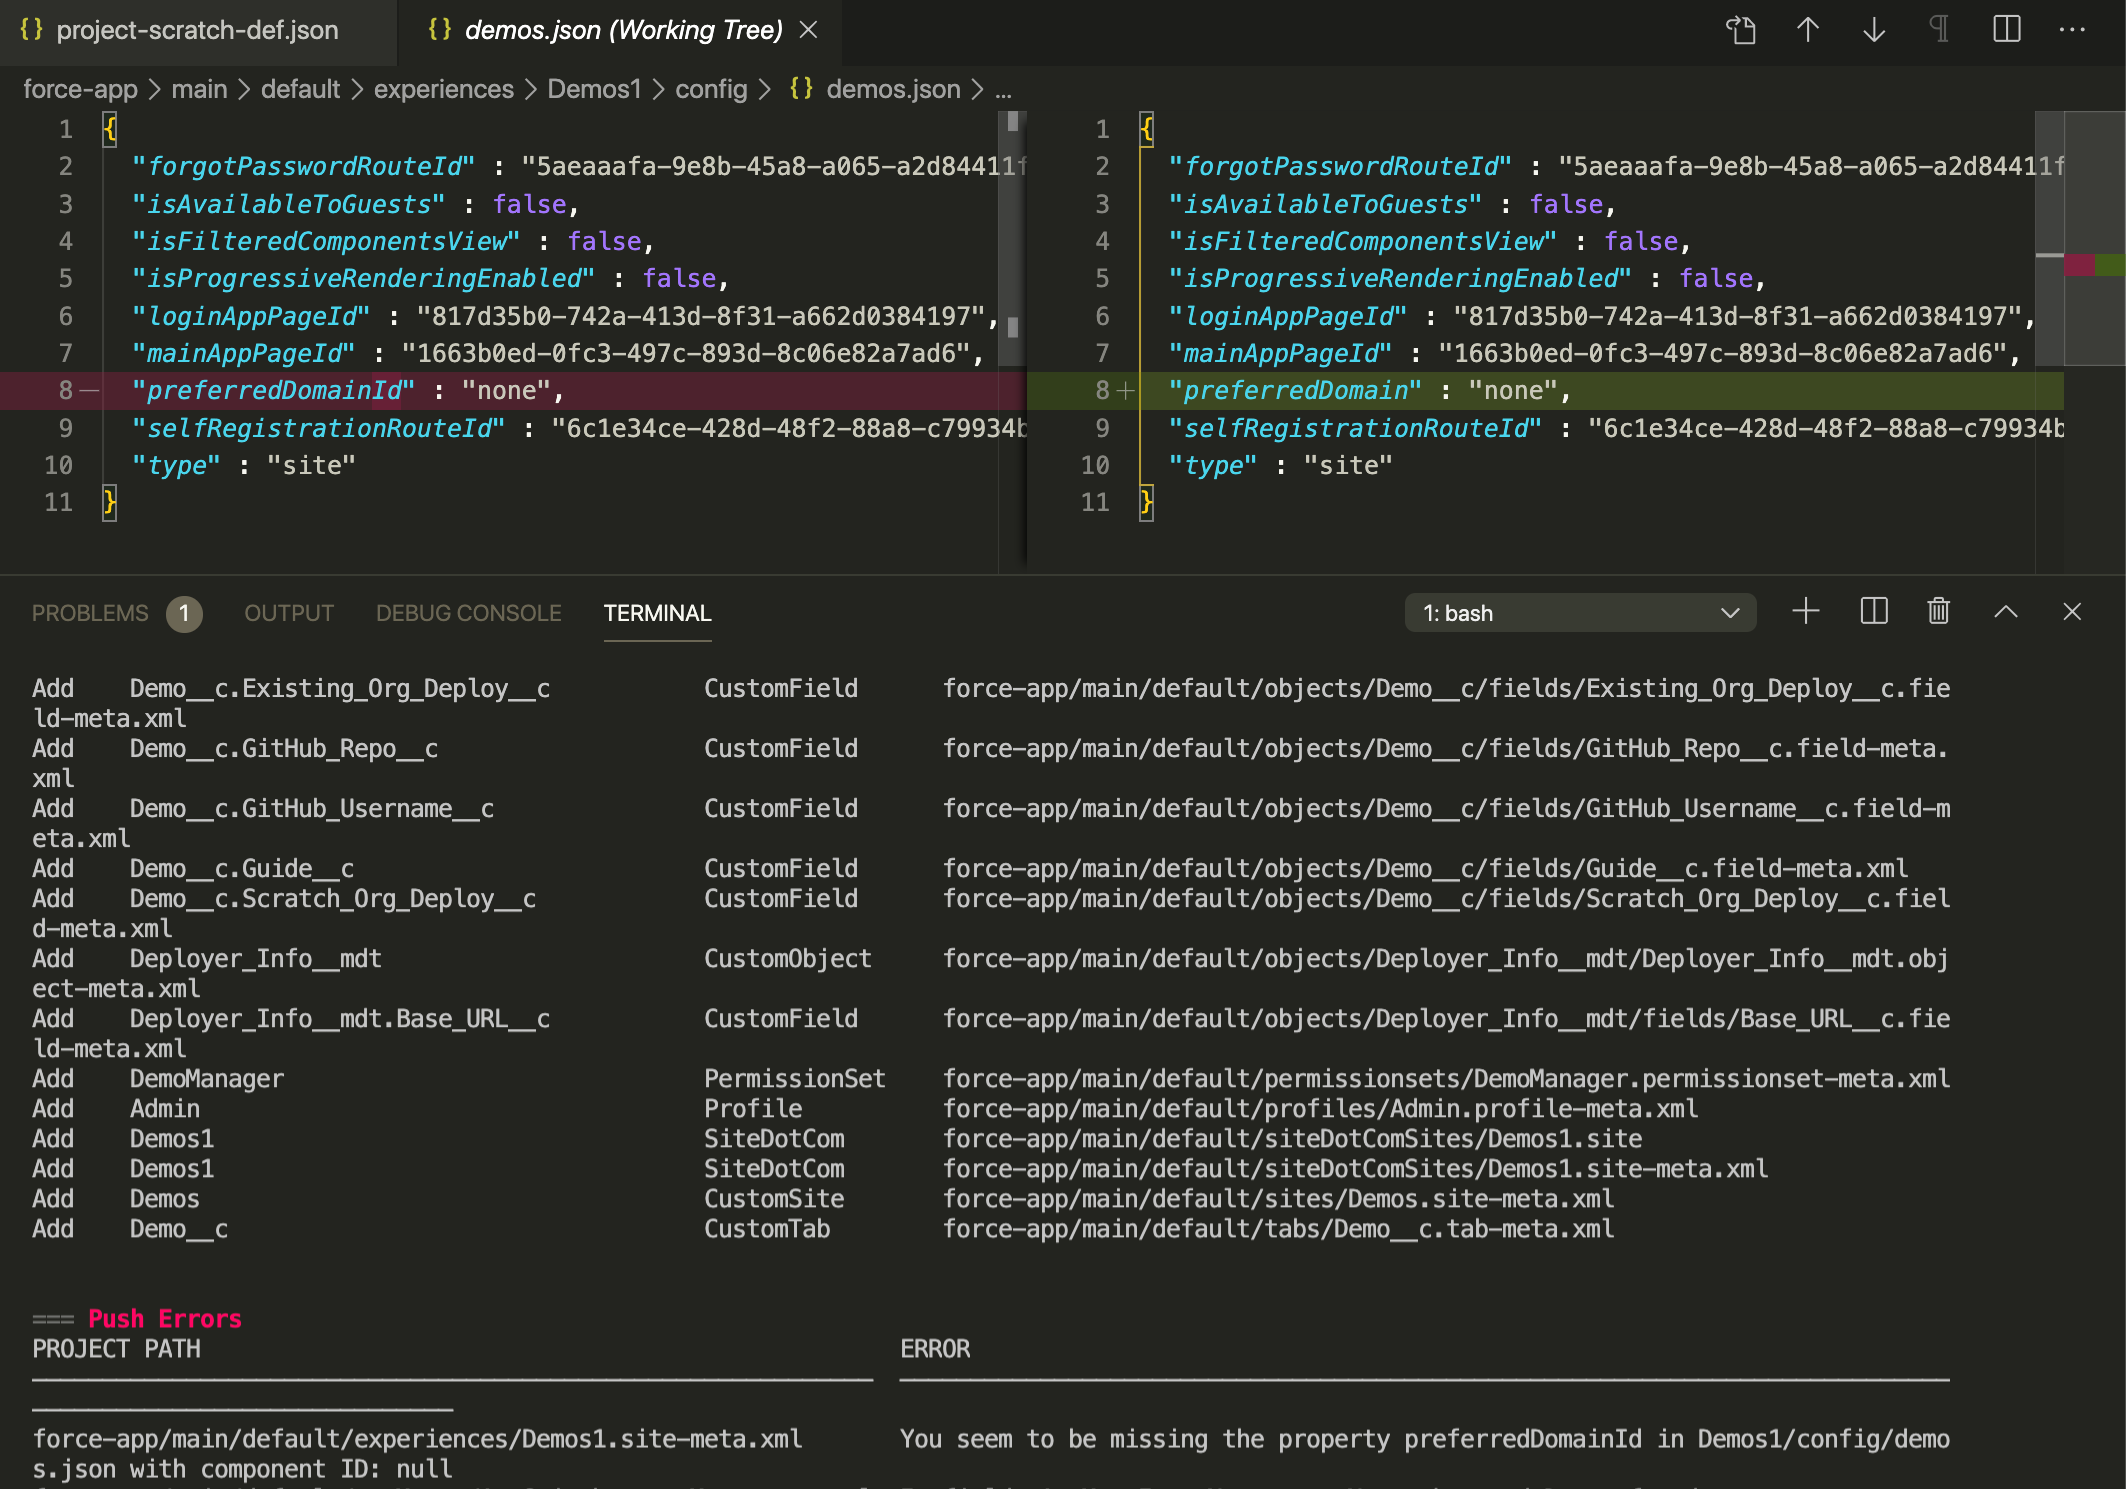 {} project-scratch-def.json
{} demos.json (Working Tree)
force-app > main > default > experiences > Demos1 > config > {} demos.json > ...
1 {
2 "forgotPasswordRouteId" : "5aeaaafa-9e8b-45a8-a065-a2d84411f
3 "isAvailableToGuests" : false,
4 "isFilteredComponentsView" : false,
5 "isProgressiveRenderingEnabled" : false,
6 "loginAppPageId" : "817d35b0-742a-413d-8f31-a662d0384197",
7 "mainAppPageId" : "1663b0ed-0fc3-497c-893d-8c06e82a7ad6",
8 — "preferredDomainId" : "none",
9 "selfRegistrationRouteId" : "6c1e34ce-428d-48f2-88a8-c79934b
10 "type" : "site"
11 }
1 {
2 "forgotPasswordRouteId" : "5aeaaafa-9e8b-45a8-a065-a2d84411f
3 "isAvailableToGuests" : false,
4 "isFilteredComponentsView" : false,
5 "isProgressiveRenderingEnabled" : false,
6 "loginAppPageId" : "817d35b0-742a-413d-8f31-a662d0384197",
7 "mainAppPageId" : "1663b0ed-0fc3-497c-893d-8c06e82a7ad6",
8 + "preferredDomain" : "none",
9 "selfRegistrationRouteId" : "6c1e34ce-428d-48f2-88a8-c79934b
10 "type" : "site"
11 }
PROBLEMS 1 OUTPUT DEBUG CONSOLE TERMINAL 1: bash
Add Demo__c.Existing_Org_Deploy__c CustomField force-app/main/default/objects/Demo__c/fields/Existing_Org_Deploy__c.fie
ld-meta.xml
Add Demo__c.GitHub_Repo__c CustomField force-app/main/default/objects/Demo__c/fields/GitHub_Repo__c.field-meta.
xml
Add Demo__c.GitHub_Username__c CustomField force-app/main/default/objects/Demo__c/fields/GitHub_Username__c.field-m
eta.xml
Add Demo__c.Guide__c CustomField force-app/main/default/objects/Demo__c/fields/Guide__c.field-meta.xml
Add Demo__c.Scratch_Org_Deploy__c CustomField force-app/main/default/objects/Demo__c/fields/Scratch_Org_Deploy__c.fiel
d-meta.xml
Add Deployer_Info__mdt CustomObject force-app/main/default/objects/Deployer_Info__mdt/Deployer_Info__mdt.obj
ect-meta.xml
Add Deployer_Info__mdt.Base_URL__c CustomField force-app/main/default/objects/Deployer_Info__mdt/fields/Base_URL__c.fie
ld-meta.xml
Add DemoManager PermissionSet force-app/main/default/permissionsets/DemoManager.permissionset-meta.xml
Add Admin Profile force-app/main/default/profiles/Admin.profile-meta.xml
Add Demos1 SiteDotCom force-app/main/default/siteDotComSites/Demos1.site
Add Demos1 SiteDotCom force-app/main/default/siteDotComSites/Demos1.site-meta.xml
Add Demos CustomSite force-app/main/default/sites/Demos.site-meta.xml
Add Demo__c CustomTab force-app/main/default/tabs/Demo__c.tab-meta.xml
=== Push Errors
PROJECT PATH ERROR
force-app/main/default/experiences/Demos1.site-meta.xml You seem to be missing the property preferredDomainId in Demos1/config/demo
s.json with component ID: null